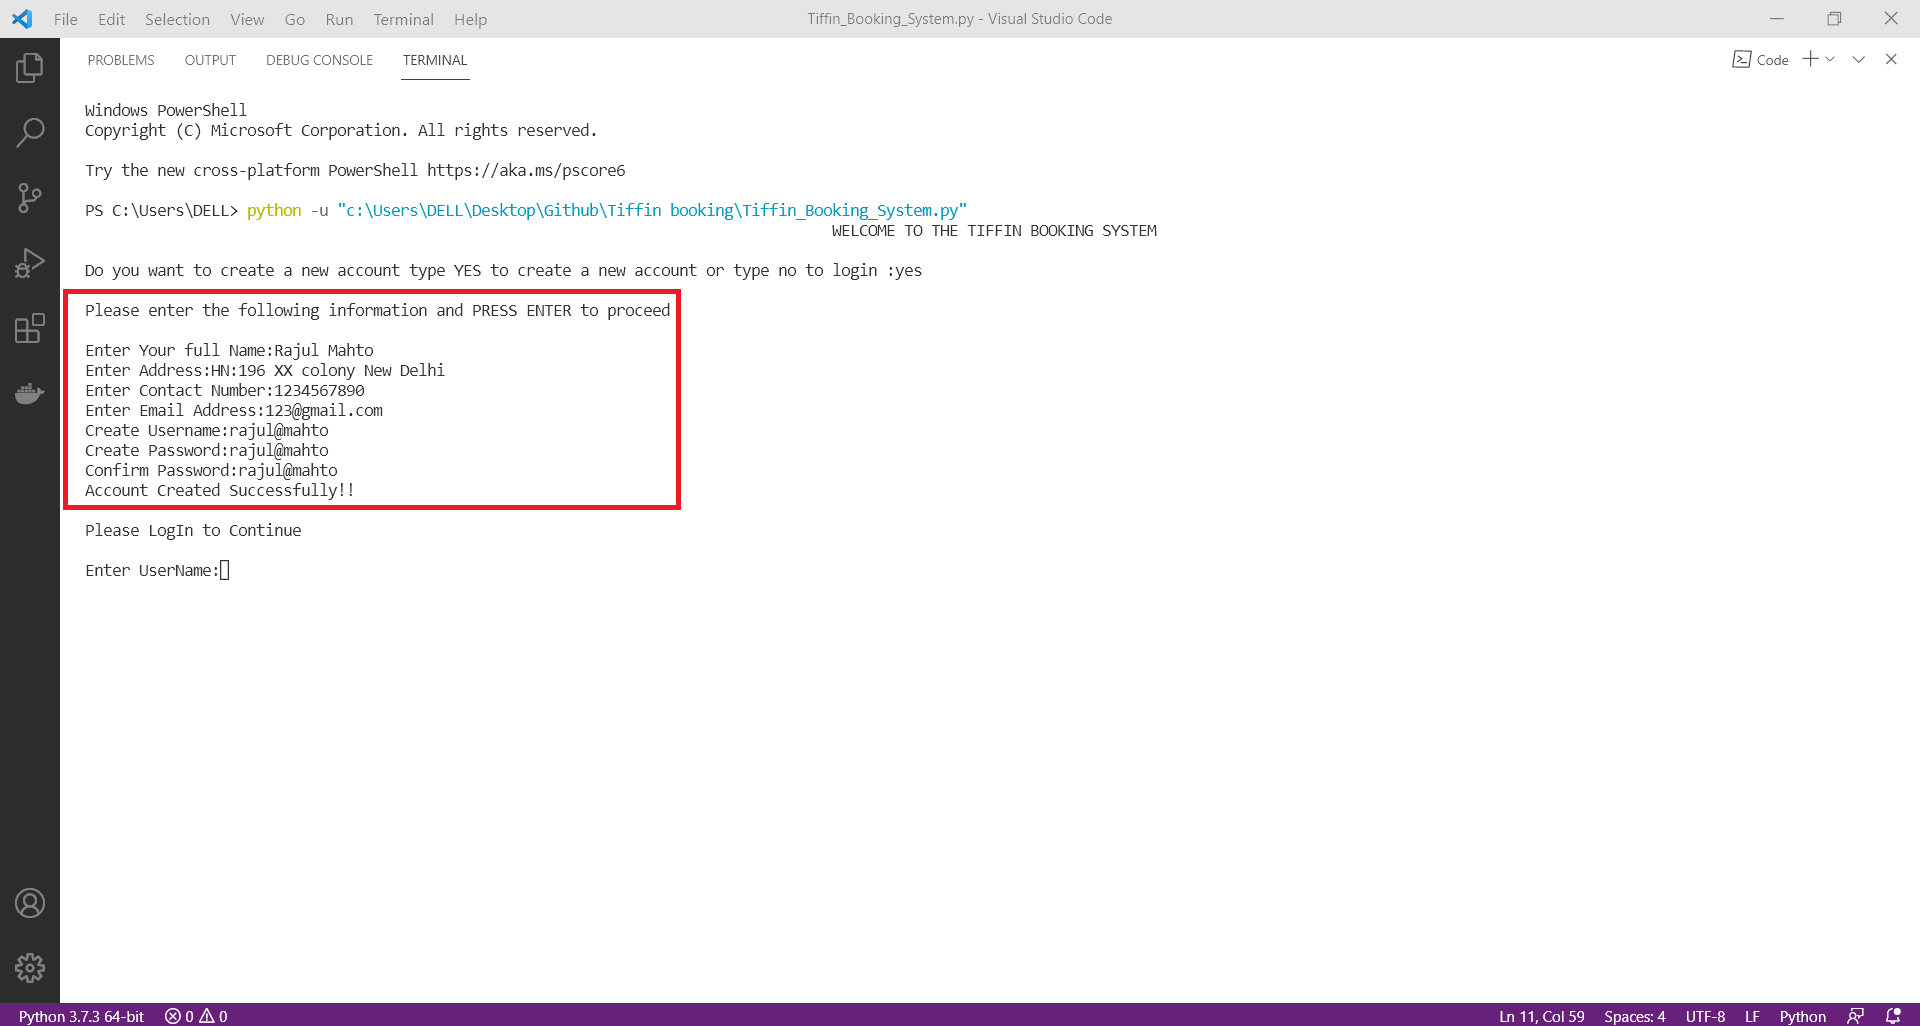 File Edit Selection View Go Run Terminal Help
Tiffin_Booking_System.py - Visual Studio Code
PROBLEMS OUTPUT DEBUG CONSOLE TERMINAL
Code
Windows PowerShell
Copyright (C) Microsoft Corporation. All rights reserved.
Try the new cross-platform PowerShell https://aka.ms/pscore6
PS C:\Users\DELL> python -u "c:\Users\DELL\Desktop\Github\Tiffin booking\Tiffin_Booking_System.py"
WELCOME TO THE TIFFIN BOOKING SYSTEM
Do you want to create a new account type YES to create a new account or type no to login :yes
Please enter the following information and PRESS ENTER to proceed
Enter Your full Name:Rajul Mahto
Enter Address:HN:196 XX colony New Delhi
Enter Contact Number:1234567890
Enter Email Address:123@gmail.com
Create Username:rajul@mahto
Create Password:rajul@mahto
Confirm Password:rajul@mahto
Account Created Successfully!!
Please LogIn to Continue
Enter UserName:
Python 3.7.3 64-bit 0 0
Ln 11, Col 59 Spaces: 4 UTF-8 LF Python